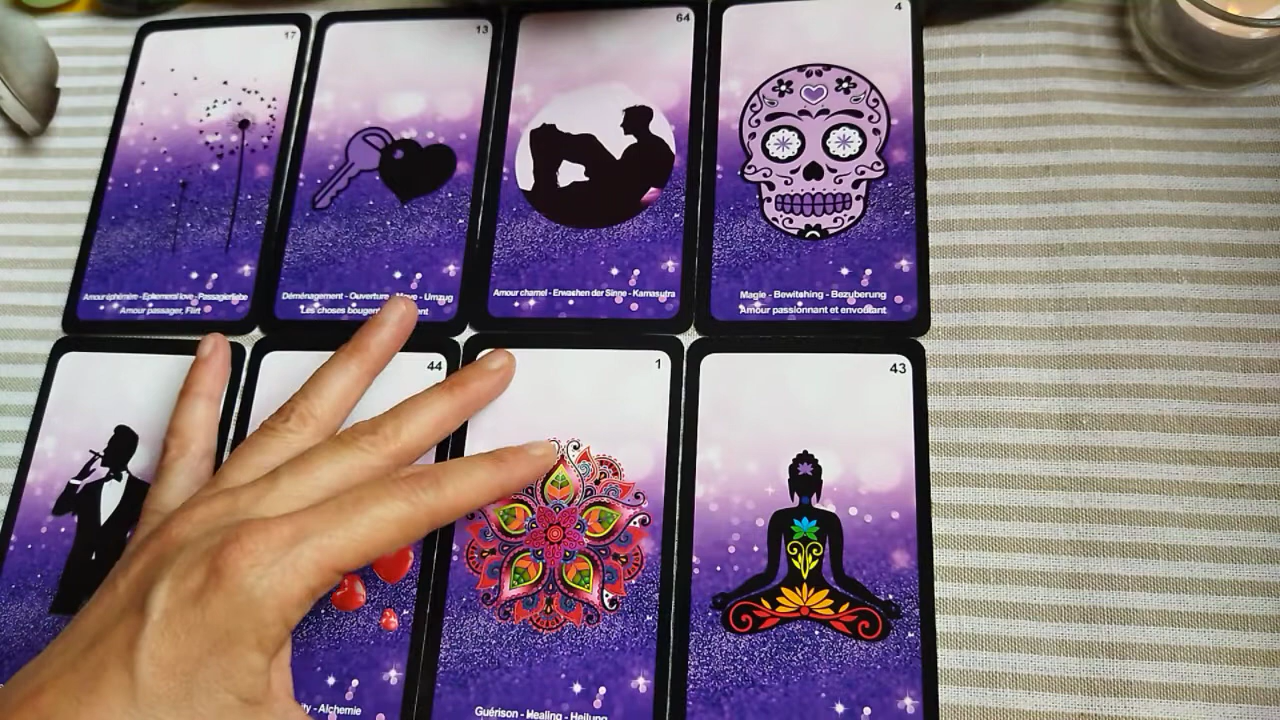 17
Amour éphémère - Ephemeral love - Passagerliebe
Amour passager, Flirt
13
Déménagement - Ouverture - Move - Umzug
Les choses bougent
64
Amour charnel - Erwachen der Sinne - Kamasutra
4
Magie - Bewitching - Bezuberung
Amour passionnant et envoûtant
44
- Alchemie
1
Guérison - Healing - Heilung
43